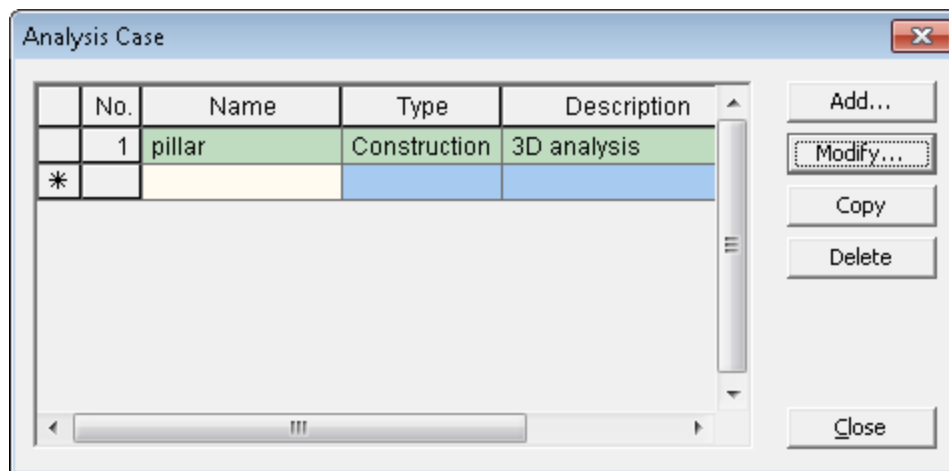 Analysis Case
No. Name Type Description
1 pillar Construction 3D analysis
*
Add...
Modify...
Copy
Delete
Close